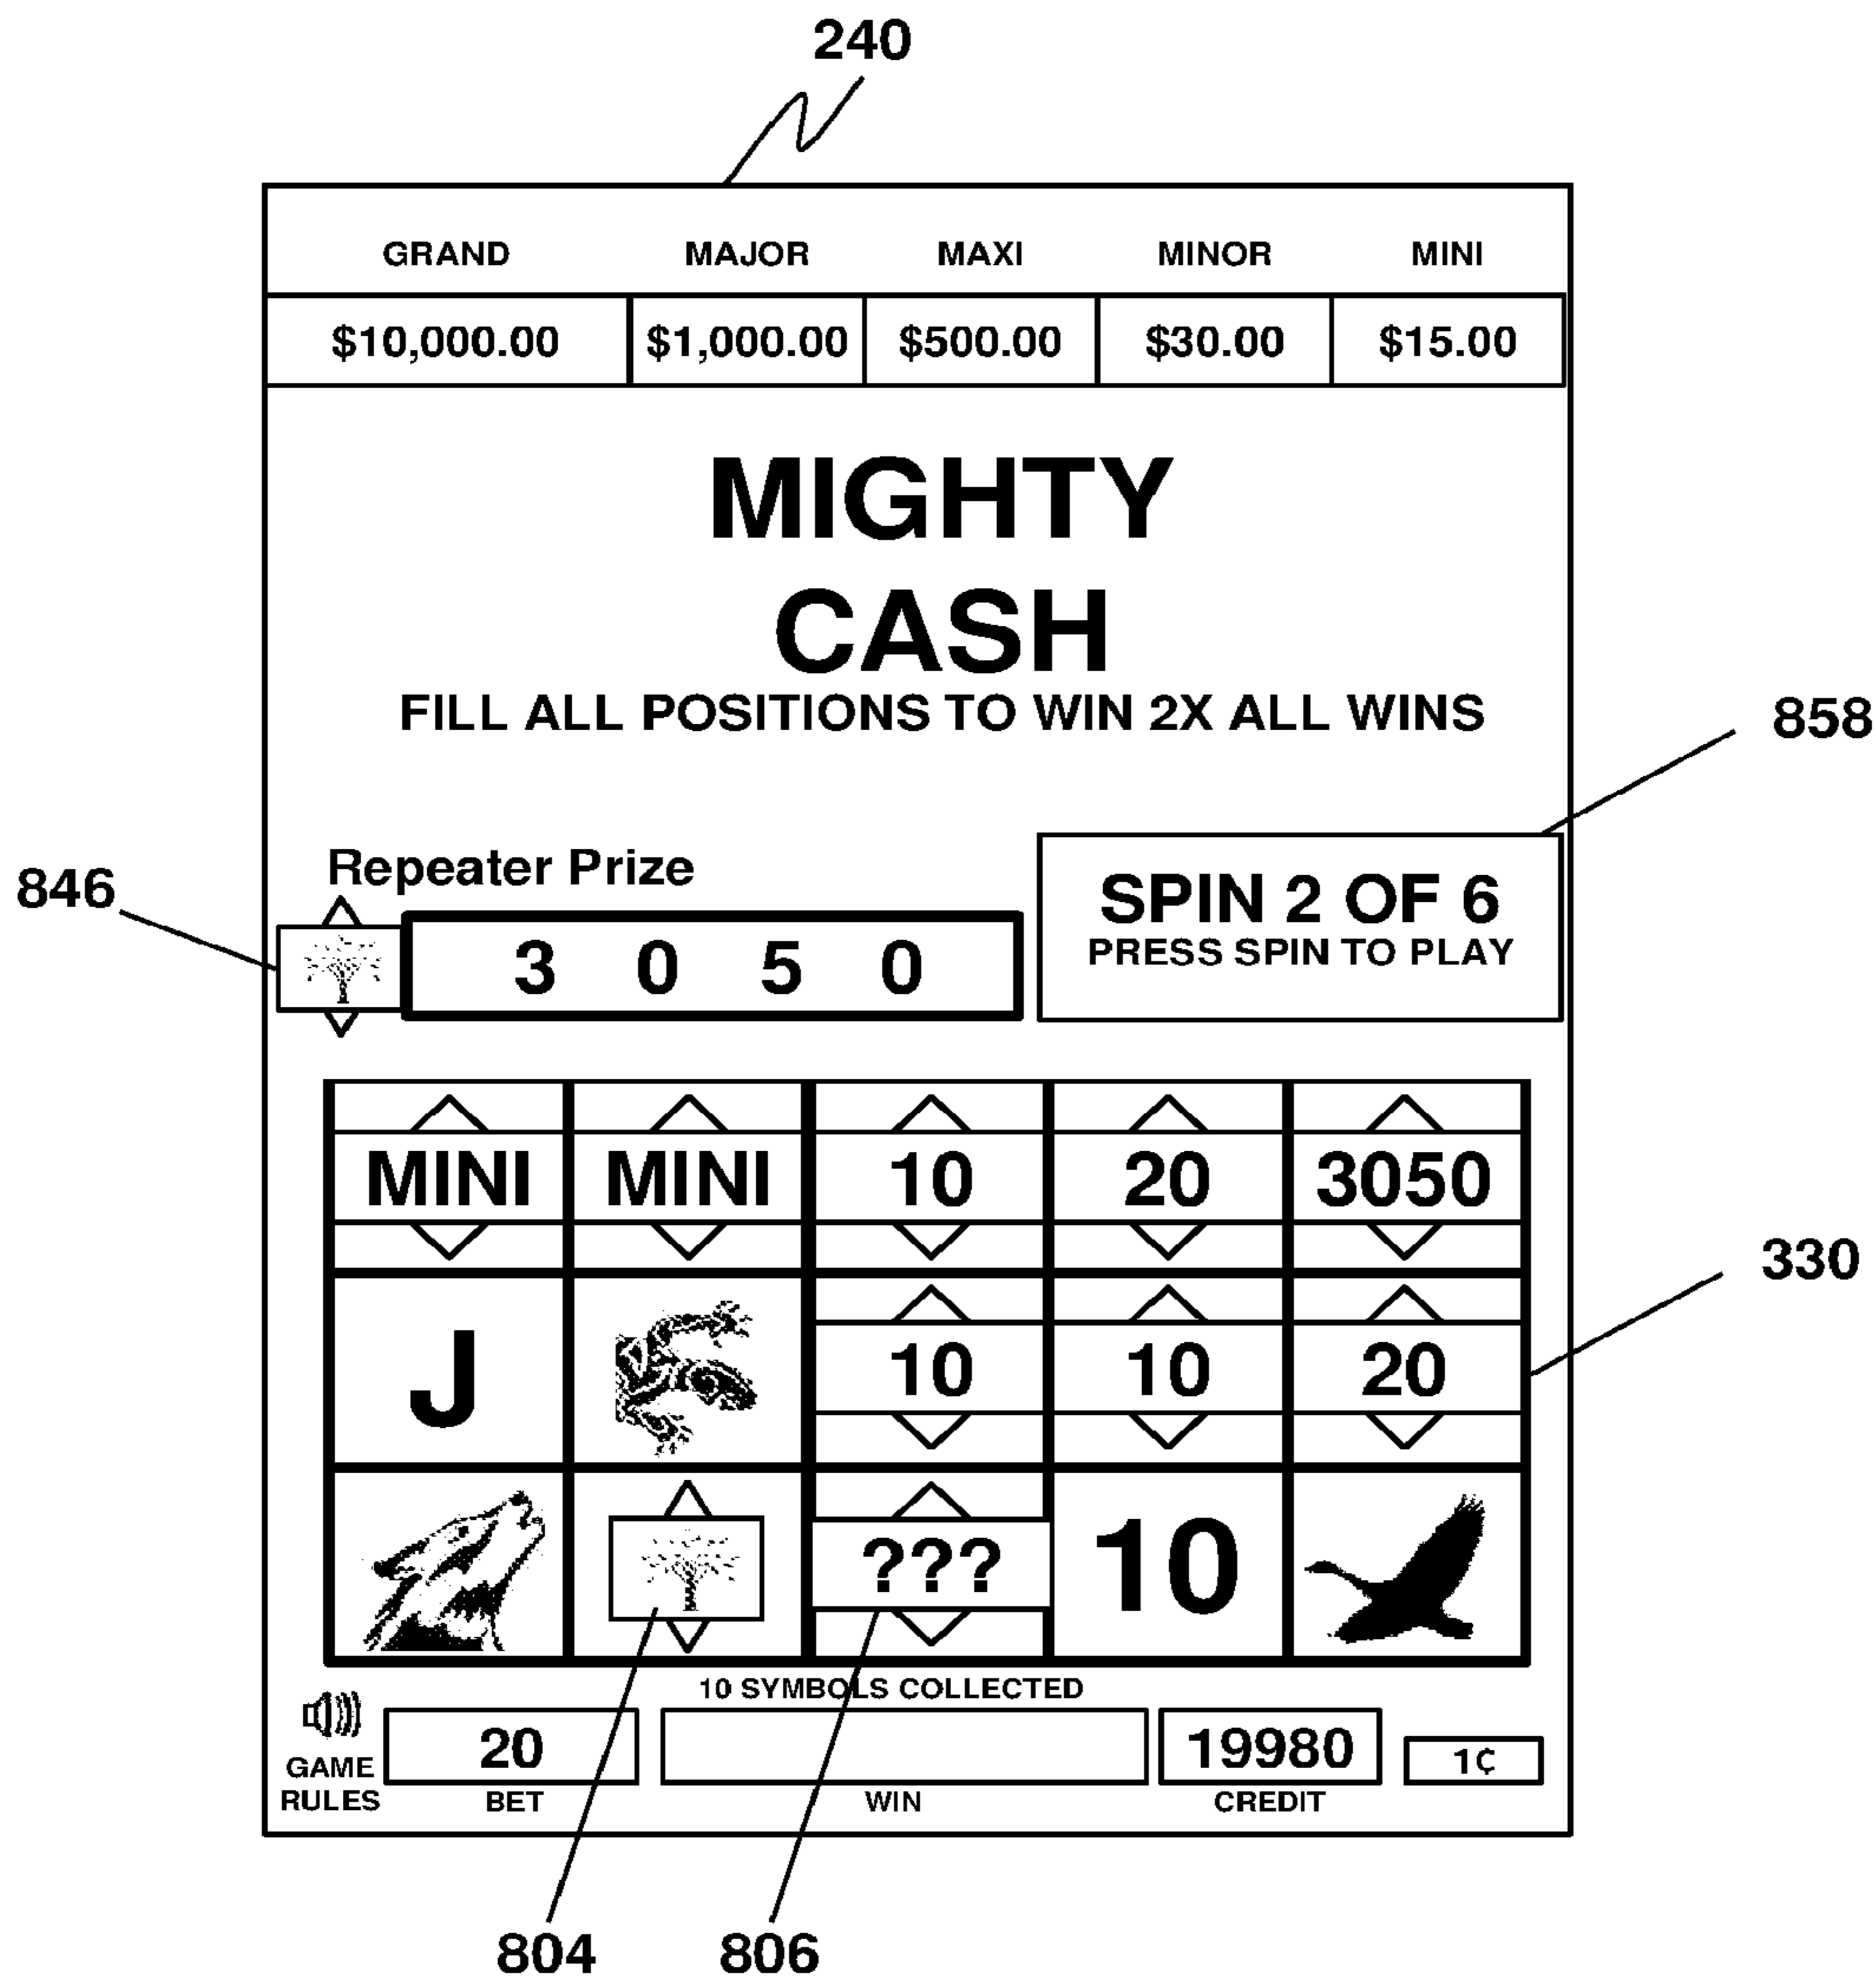 240
GRAND MAJOR MAXI MINOR MINI
$10,000.00 $1,000.00 $500.00 $30.00 $15.00
MIGHTY
CASH
FILL ALL POSITIONS TO WIN 2X ALL WINS
858
846
Repeater Prize
3 0 5 0
SPIN 2 OF 6
PRESS SPIN TO PLAY
MINI MINI 10 20 3050
330
J 10 10 20
??? 10
10 SYMBOLS COLLECTED
GAME
RULES
20
BET
WIN
19980
CREDIT
1¢
804 806